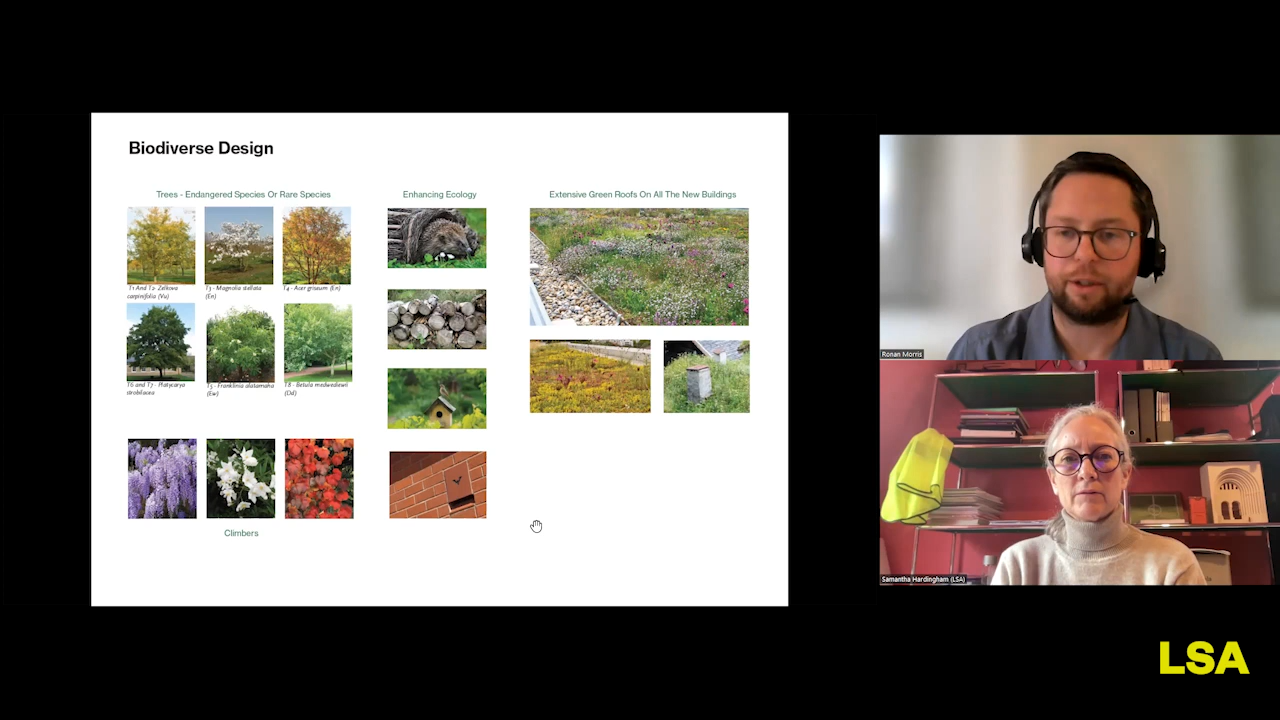 Biodiverse Design
Trees - Endangered Species Or Rare Species
Enhancing Ecology
Extensive Green Roofs On All The New Buildings
T1 And T2- Zelkova
carpinifolia (Vu)
T3 - Magnolia stellata
(En)
T4 - Acer griseum (En)
T6 and T7 - Platycarya
strobilacea
T5 - Franklinia alatamaha
(Ew)
T8 - Betula medwediewii
(Dd)
Climbers
Ronan Morris
Samantha Hardingham (LSA)
LSA